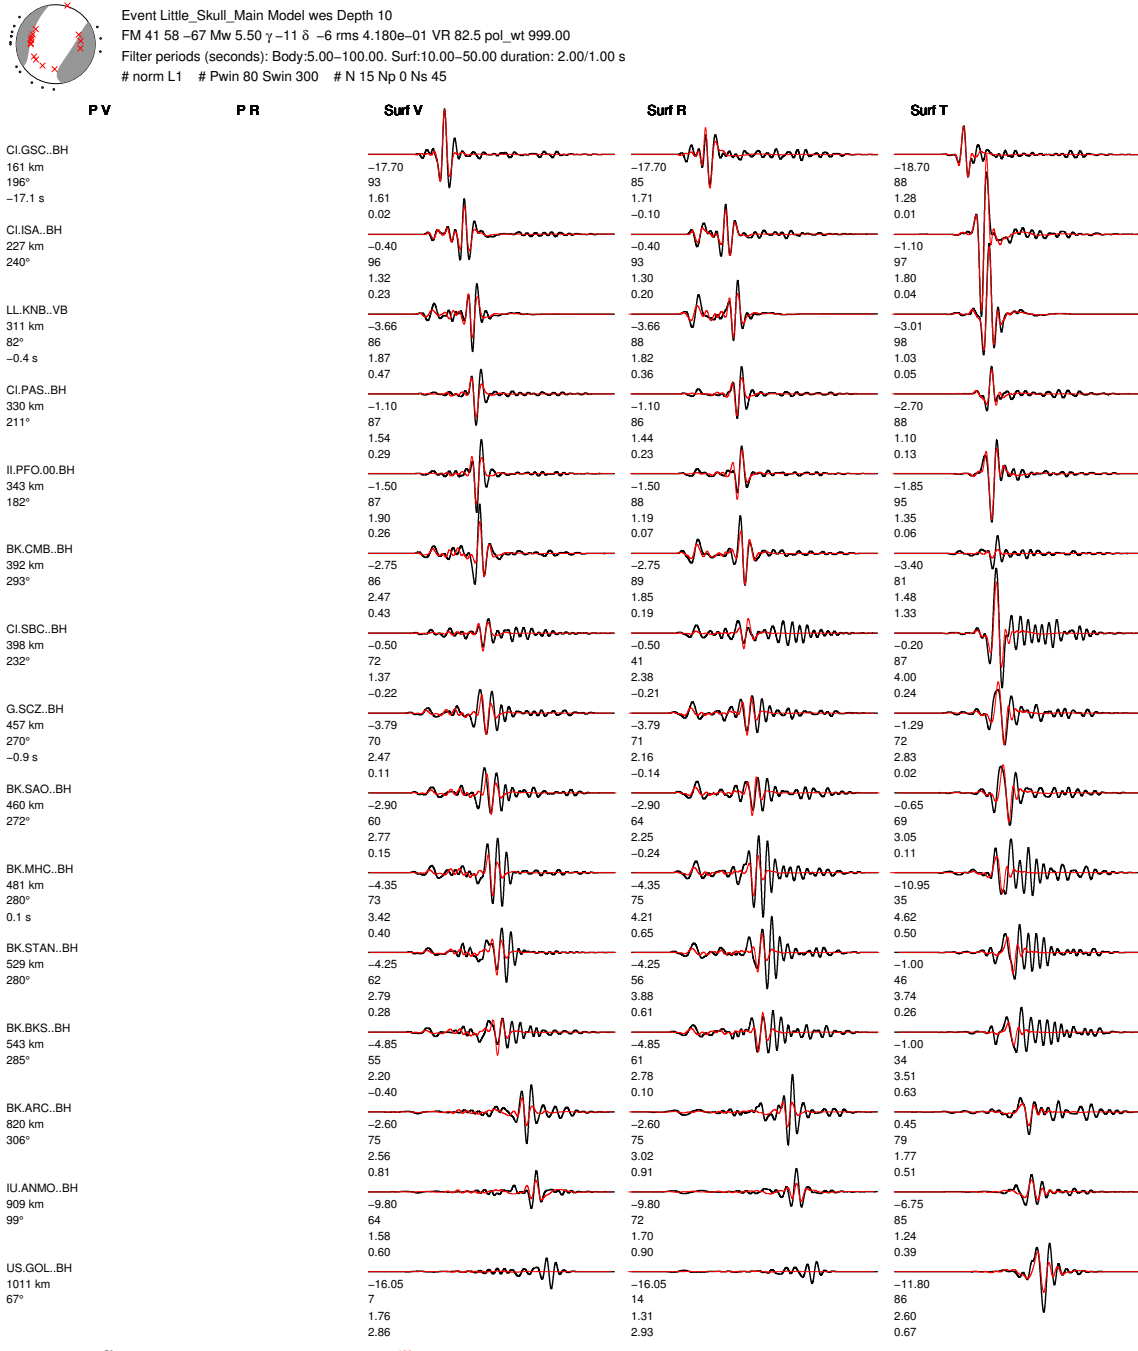 Event Little_Skull_Main Model wes Depth 10
FM 41 58 −67 Mw 5.50 γ −11 δ −6 rms 4.180e−01 VR 82.5 pol_wt 999.00
Filter periods (seconds): Body:5.00−100.00. Surf:10.00−50.00 duration: 2.00/1.00 s
# norm L1 # Pwin 80 Swin 300 # N 15 Np 0 Ns 45
P V P R Surf V Surf R Surf T
CI.GSC..BH
161 km −17.70 −17.70 −18.70
196° 93 85 88
−17.1 s 1.61 1.71 1.28
0.02 −0.10 0.01
CI.ISA..BH
227 km −0.40 −0.40 −1.10
240° 96 93 97
1.32 1.30 1.80
0.23 0.20 0.04
LL.KNB..VB
311 km −3.66 −3.66 −3.01
82° 86 88 98
−0.4 s 1.87 1.82 1.03
0.47 0.36 0.05
CI.PAS..BH
330 km −1.10 −1.10 −2.70
211° 87 86 88
1.54 1.44 1.10
0.29 0.23 0.13
II.PFO.00.BH
343 km −1.50 −1.50 −1.85
182° 87 88 95
1.90 1.19 1.35
0.26 0.07 0.06
BK.CMB..BH
392 km −2.75 −2.75 −3.40
293° 86 89 81
2.47 1.85 1.48
0.43 0.19 1.33
CI.SBC..BH
398 km −0.50 −0.50 −0.20
232° 72 41 87
1.37 2.38 4.00
−0.22 −0.21 0.24
G.SCZ..BH
457 km −3.79 −3.79 −1.29
270° 70 71 72
−0.9 s 2.47 2.16 2.83
0.11 −0.14 0.02
BK.SAO..BH
460 km −2.90 −2.90 −0.65
272° 60 64 69
2.77 2.25 3.05
0.15 −0.24 0.11
BK.MHC..BH
481 km −4.35 −4.35 −10.95
280° 73 75 35
0.1 s 3.42 4.21 4.62
0.40 0.65 0.50
BK.STAN..BH
529 km −4.25 −4.25 −1.00
280° 62 56 46
2.79 3.88 3.74
0.28 0.61 0.26
BK.BKS..BH
543 km −4.85 −4.85 −1.00
285° 55 61 34
2.20 2.78 3.51
−0.40 0.10 0.63
BK.ARC..BH
820 km −2.60 −2.60 0.45
306° 75 75 79
2.56 3.02 1.77
0.81 0.91 0.51
IU.ANMO..BH
909 km −9.80 −9.80 −6.75
99° 64 72 85
1.58 1.70 1.24
0.60 0.90 0.39
US.GOL..BH
1011 km −16.05 −16.05 −11.80
67° 7 14 86
1.76 1.31 2.60
2.86 2.93 0.67